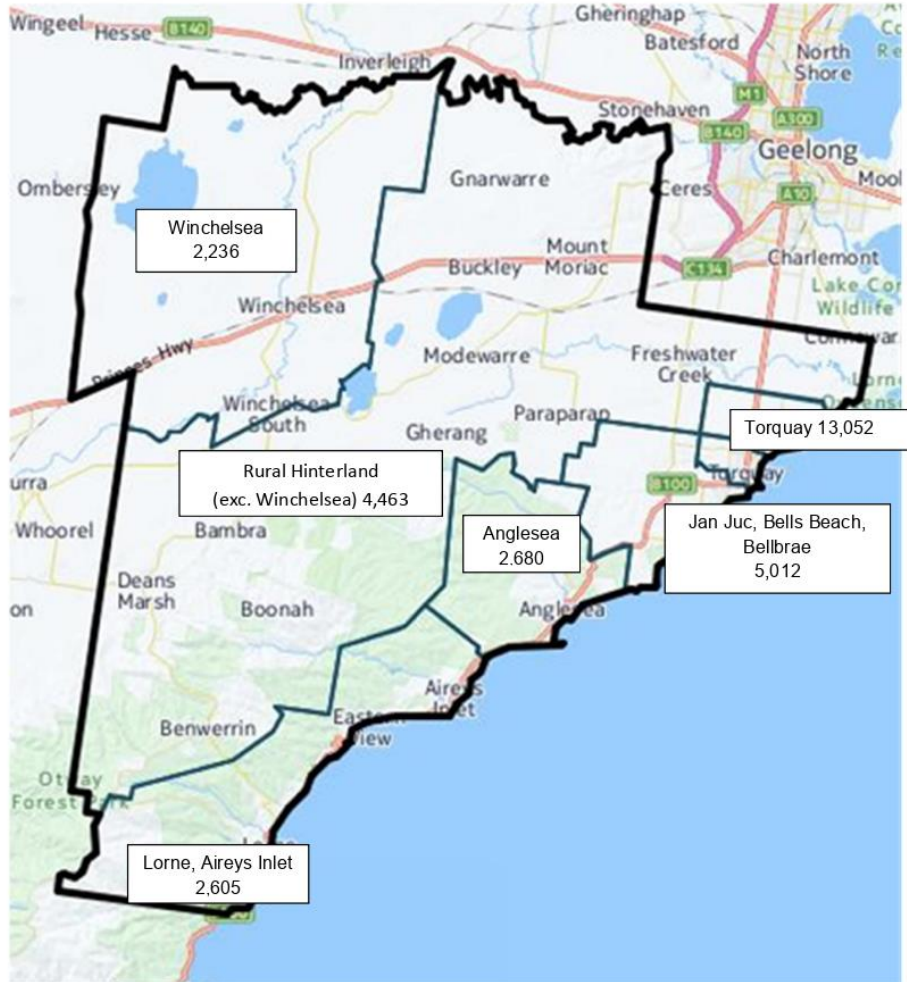 Wingeel
Hesse
B140
Gheringhap
Batesford
North
Shore
Inverleigh
M1
Stonehaven
B140
A300
Geelong
Ombersley
Gnarwarre
Ceres
A10
Winchelsea
2,236
Mount
Moriac
Buckley
C134
Charlemont
Winchelsea
Wildlife
Princes Hwy
Modewarre
Freshwater
Creek
Winchelsea
South
Paraparap
Gherang
Torquay 13,052
Torquay
Rural Hinterland
(exc. Winchelsea) 4,463
B100
urra
Whoorel
Bambra
Anglesea
2.680
Jan Juc, Bells Beach,
Bellbrae
5,012
on
Deans
Marsh
Boonah
Anglesea
Aireys
Inlet
Benwerrin
Eastern
View
Otway
Forest Park
Lorne, Aireys Inlet
2,605